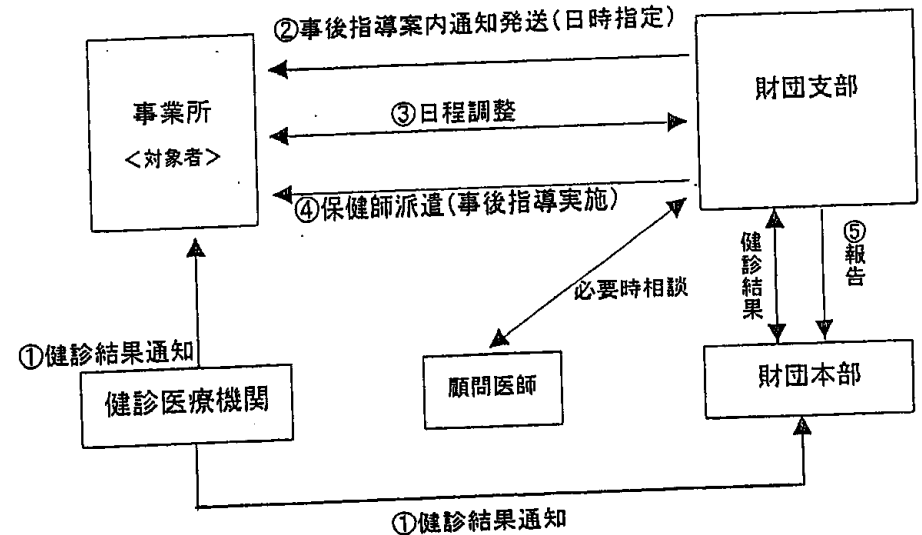 ②事後指導案内通知発送(日時指定)
事業所
<対象者>
財団支部
③日程調整
④保健師派遣(事後指導実施)
健診結果
⑤報告
必要時相談
①健診結果通知
健診医療機関
顧問医師
財団本部
①健診結果通知